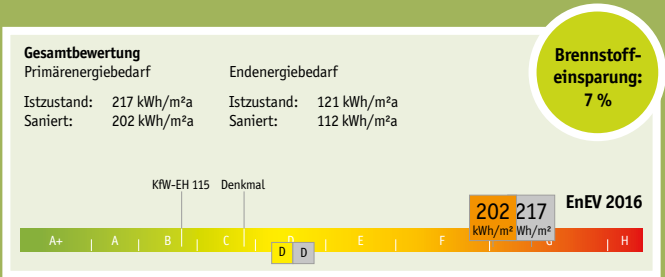 Gesamtbewertung
Primärenergiebedarf Endenergiebedarf
Istzustand: 217 kWh/m²a Istzustand: 121 kWh/m²a
Saniert: 202 kWh/m²a Saniert: 112 kWh/m²a
Brennstoff-
einsparung:
7 %
KfW-EH 115 Denkmal
202 217 EnEV 2016
kWh/m² Wh/m²
A+ A B C D E F G H
D D